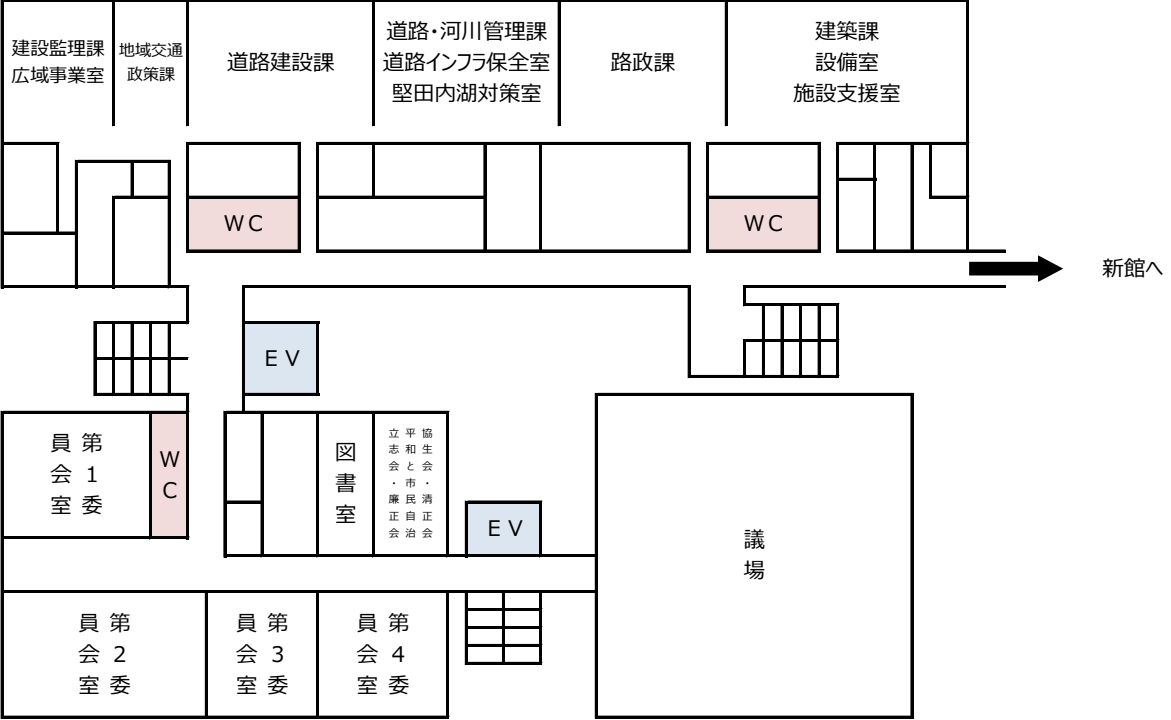 建設監理課
広域事業室
地域交通
政策課
道路建設課
道路・河川管理課
道路インフラ保全室
堅田内湖対策室
路政課
建築課
設備室
施設支援室
WC
WC
新館へ
EV
第1委
員会室
WC
図書室
協生会・清正会
平和と市民自治
立志会・廉正会
EV
議場
第2委
員会室
第3委
員会室
第4委
員会室